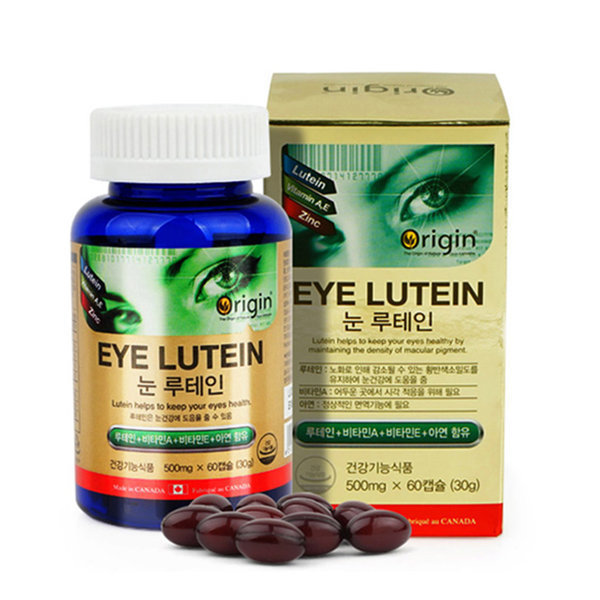 Origin
Lutein
Vitamin A,E
Zinc
Origin
EYE LUTEIN
눈 루테인
Lutein helps to keep your eyes health.
루테인은 눈건강에 도움을 줄 수 있음
루테인+비타민A+비타민E+아연 함유
건강기능식품
500mg × 60캡슐 (30g)
Made in CANADA
Fabriqué au CANADA
Lutein
Vitamin A,E
Zinc
Origin
EYE LUTEIN
눈 루테인
Lutein helps to keep your eyes healthy by
maintaining the density of macular pigment.
루테인 : 노화로 인해 감소될 수 있는 황반색소밀도를
유지하여 눈건강에 도움을 줌
비타민A : 어두운 곳에서 시각 적응을 위해 필요
아연 : 정상적인 면역기능에 필요
루테인+비타민A+비타민E+아연 함유
건강기능식품
500mg × 60캡슐 (30g)
au CANADA